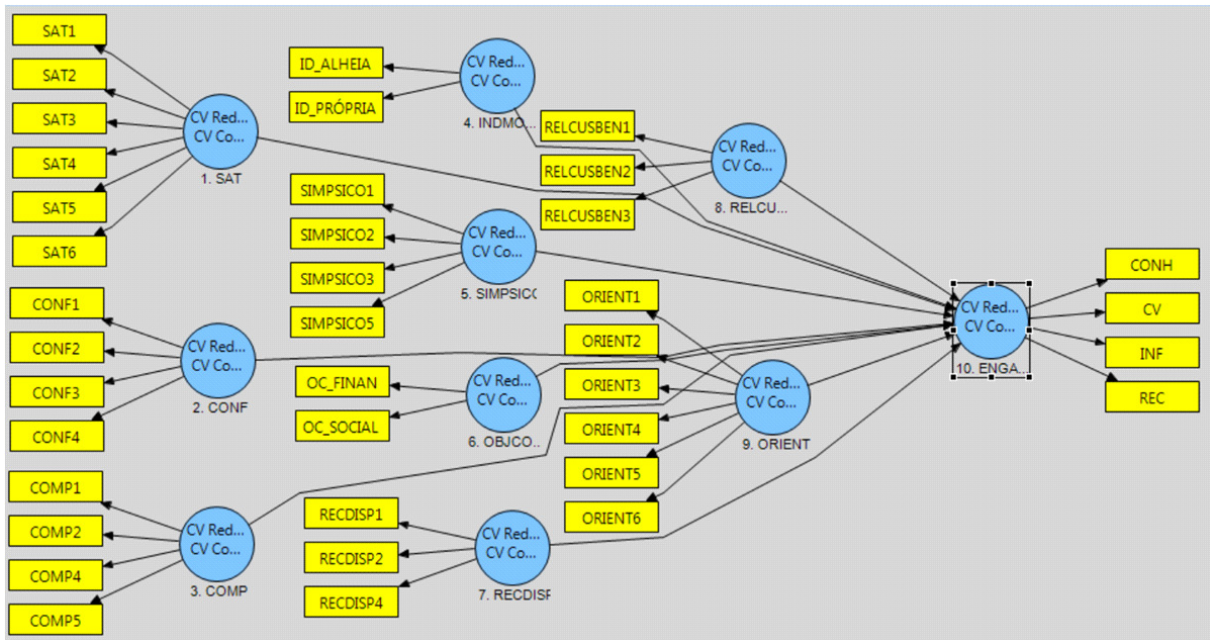 SAT1
SAT2
SAT3
SAT4
SAT5
SAT6
CV Red...
CV Co...
1. SAT
CONF1
CONF2
CONF3
CONF4
CV Red...
CV Co...
2. CONF
COMP1
COMP2
COMP4
COMP5
CV Red...
CV Co...
3. COMP
ID_ALHEIA
ID_PRÓPRIA
CV Red...
CV Co...
4. INDMO...
SIMPSICO1
SIMPSICO2
SIMPSICO3
SIMPSICO5
CV Red...
CV Co...
5. SIMPSICO
OC_FINAN
OC_SOCIAL
CV Red...
CV Co...
6. OBJCO...
RECDISP1
RECDISP2
RECDISP4
CV Red...
CV Co...
7. RECDISP
RELCUSBEN1
RELCUSBEN2
RELCUSBEN3
CV Red...
CV Co...
8. RELCU...
ORIENT1
ORIENT2
ORIENT3
ORIENT4
ORIENT5
ORIENT6
CV Red...
CV Co...
9. ORIENT
CV Red...
CV Co...
10. ENGA...
CONH
CV
INF
REC